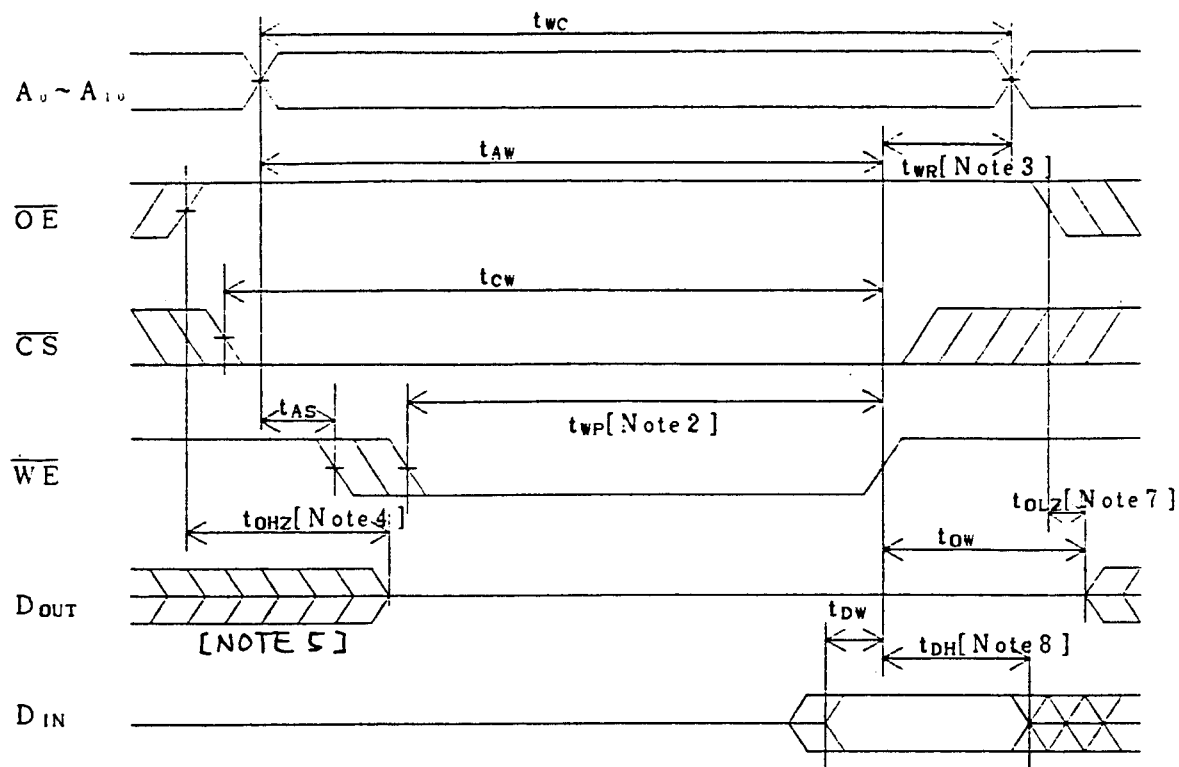 tWC
A0~A10
tAW
tWR[Note 3]
OE
tCW
CS
tAS
tWP[Note 2]
WE
tOHZ[Note 4]
tOLZ[Note 7]
tOW
DOUT
[NOTE 5]
tDW
tDH[Note 8]
DIN